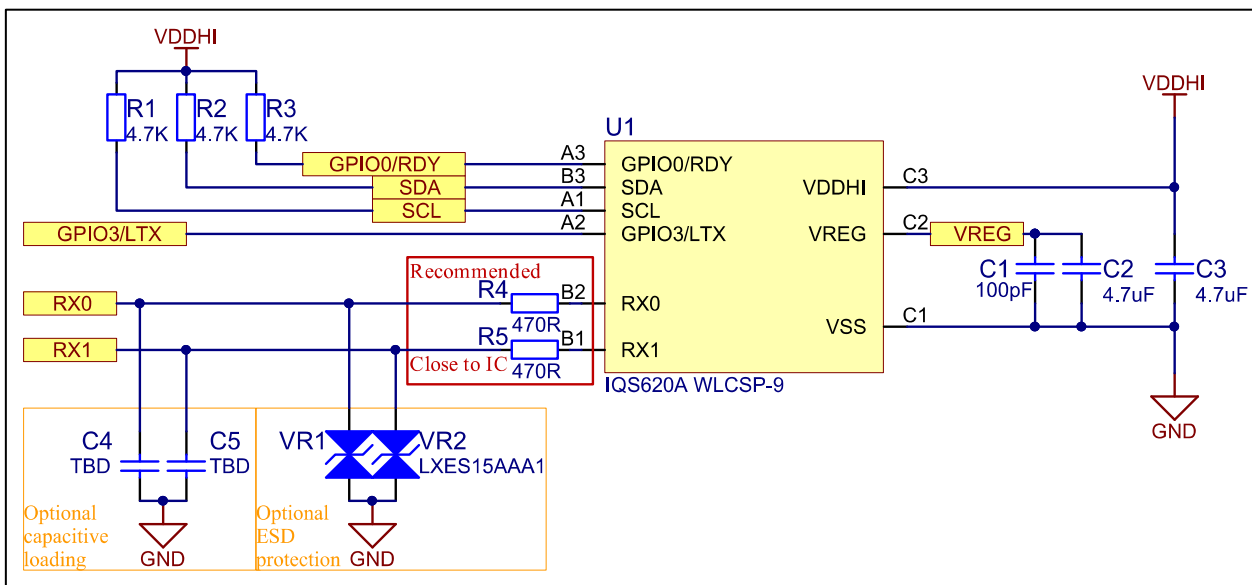 VDDHI
VDDHI
R1
4.7K
R2
4.7K
R3
4.7K
U1
GPIO0/RDY
A3
GPIO0/RDY
SDA
B3
SDA
SCL
A1
SCL
GPIO3/LTX
A2
GPIO3/LTX
VDDHI
C3
VREG
C2
VREG
VSS
C1
C1
100pF
C2
4.7uF
C3
4.7uF
GND
Recommended
RX0
R4
470R
B2
RX0
RX1
R5
470R
B1
RX1
Close to IC
IQS620A WLCSP-9
C4
TBD
C5
TBD
VR1
VR2
LXES15AAA1
Optional
capacitive
loading
GND
Optional
ESD
protection
GND